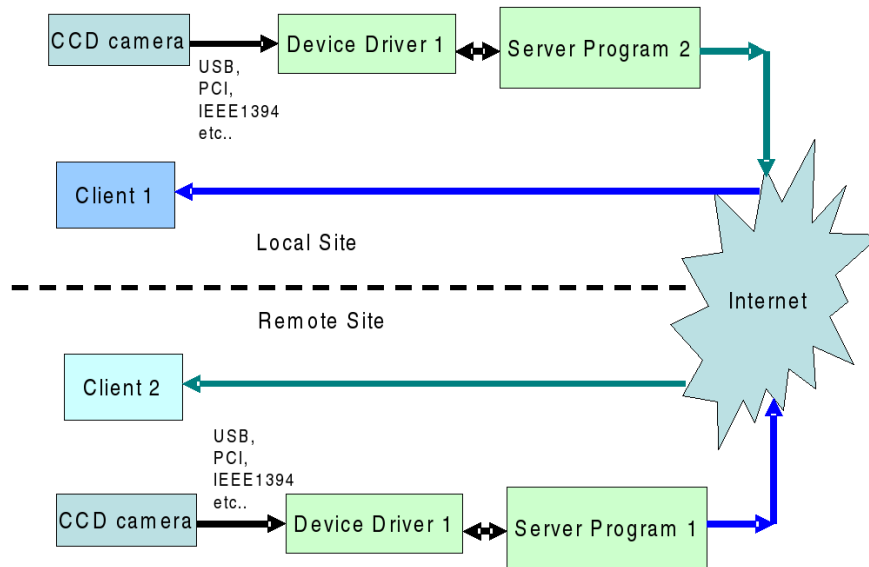 CCD camera
Device Driver 1
Server Program 2
USB,
PCI,
IEEE1394
etc..
Client 1
Local Site
Internet
Remote Site
Client 2
USB,
PCI,
IEEE1394
etc..
CCD camera
Device Driver 1
Server Program 1